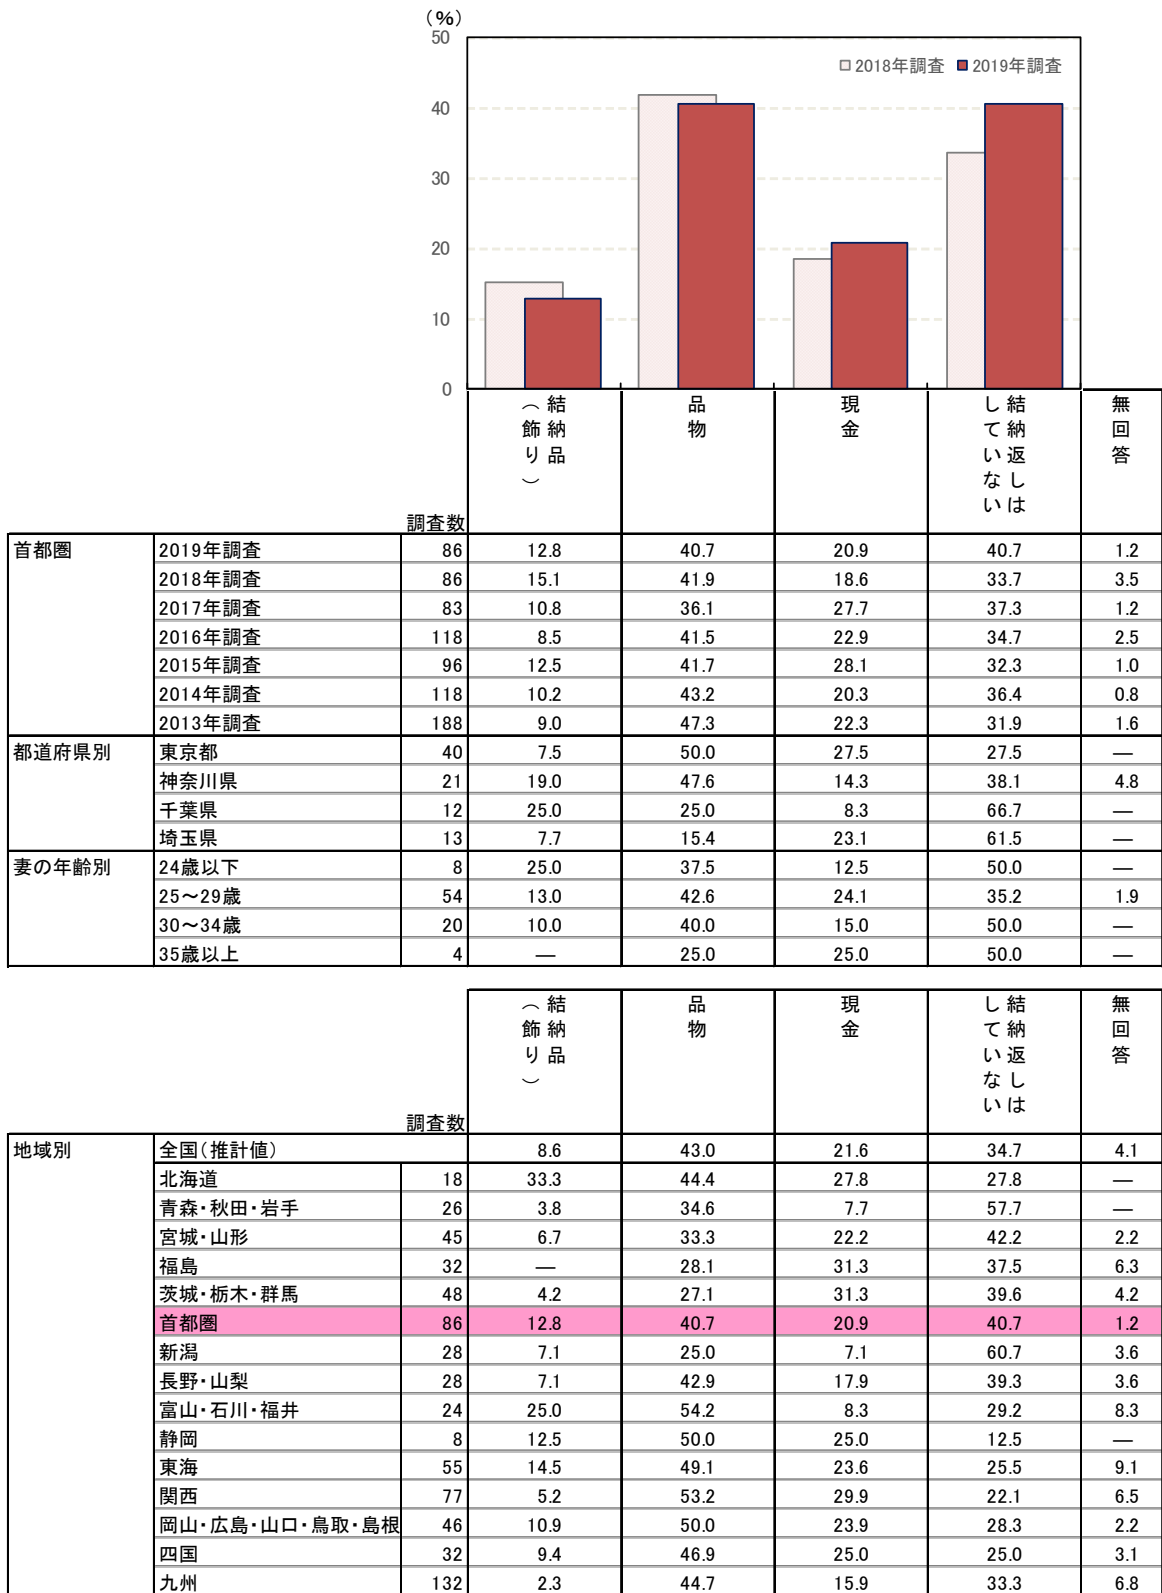 (%)
50
□2018年調査 ■2019年調査
40
30
20
10
0
調査数 結納品（飾り） 品物 現金 結納返しはしていない 無回答
首都圏 2019年調査 86 12.8 40.7 20.9 40.7 1.2
2018年調査 86 15.1 41.9 18.6 33.7 3.5
2017年調査 83 10.8 36.1 27.7 37.3 1.2
2016年調査 118 8.5 41.5 22.9 34.7 2.5
2015年調査 96 12.5 41.7 28.1 32.3 1.0
2014年調査 118 10.2 43.2 20.3 36.4 0.8
2013年調査 188 9.0 47.3 22.3 31.9 1.6
都道府県別 東京都 40 7.5 50.0 27.5 27.5 ―
神奈川県 21 19.0 47.6 14.3 38.1 4.8
千葉県 12 25.0 25.0 8.3 66.7 ―
埼玉県 13 7.7 15.4 23.1 61.5 ―
妻の年齢別 24歳以下 8 25.0 37.5 12.5 50.0 ―
25～29歳 54 13.0 42.6 24.1 35.2 1.9
30～34歳 20 10.0 40.0 15.0 50.0 ―
35歳以上 4 ― 25.0 25.0 50.0 ―
調査数 結納品（飾り） 品物 現金 結納返しはしていない 無回答
地域別 全国（推計値） 8.6 43.0 21.6 34.7 4.1
北海道 18 33.3 44.4 27.8 27.8 ―
青森・秋田・岩手 26 3.8 34.6 7.7 57.7 ―
宮城・山形 45 6.7 33.3 22.2 42.2 2.2
福島 32 ― 28.1 31.3 37.5 6.3
茨城・栃木・群馬 48 4.2 27.1 31.3 39.6 4.2
首都圏 86 12.8 40.7 20.9 40.7 1.2
新潟 28 7.1 25.0 7.1 60.7 3.6
長野・山梨 28 7.1 42.9 17.9 39.3 3.6
富山・石川・福井 24 25.0 54.2 8.3 29.2 8.3
静岡 8 12.5 50.0 25.0 12.5 ―
東海 55 14.5 49.1 23.6 25.5 9.1
関西 77 5.2 53.2 29.9 22.1 6.5
岡山・広島・山口・鳥取・島根 46 10.9 50.0 23.9 28.3 2.2
四国 32 9.4 46.9 25.0 25.0 3.1
九州 132 2.3 44.7 15.9 33.3 6.8